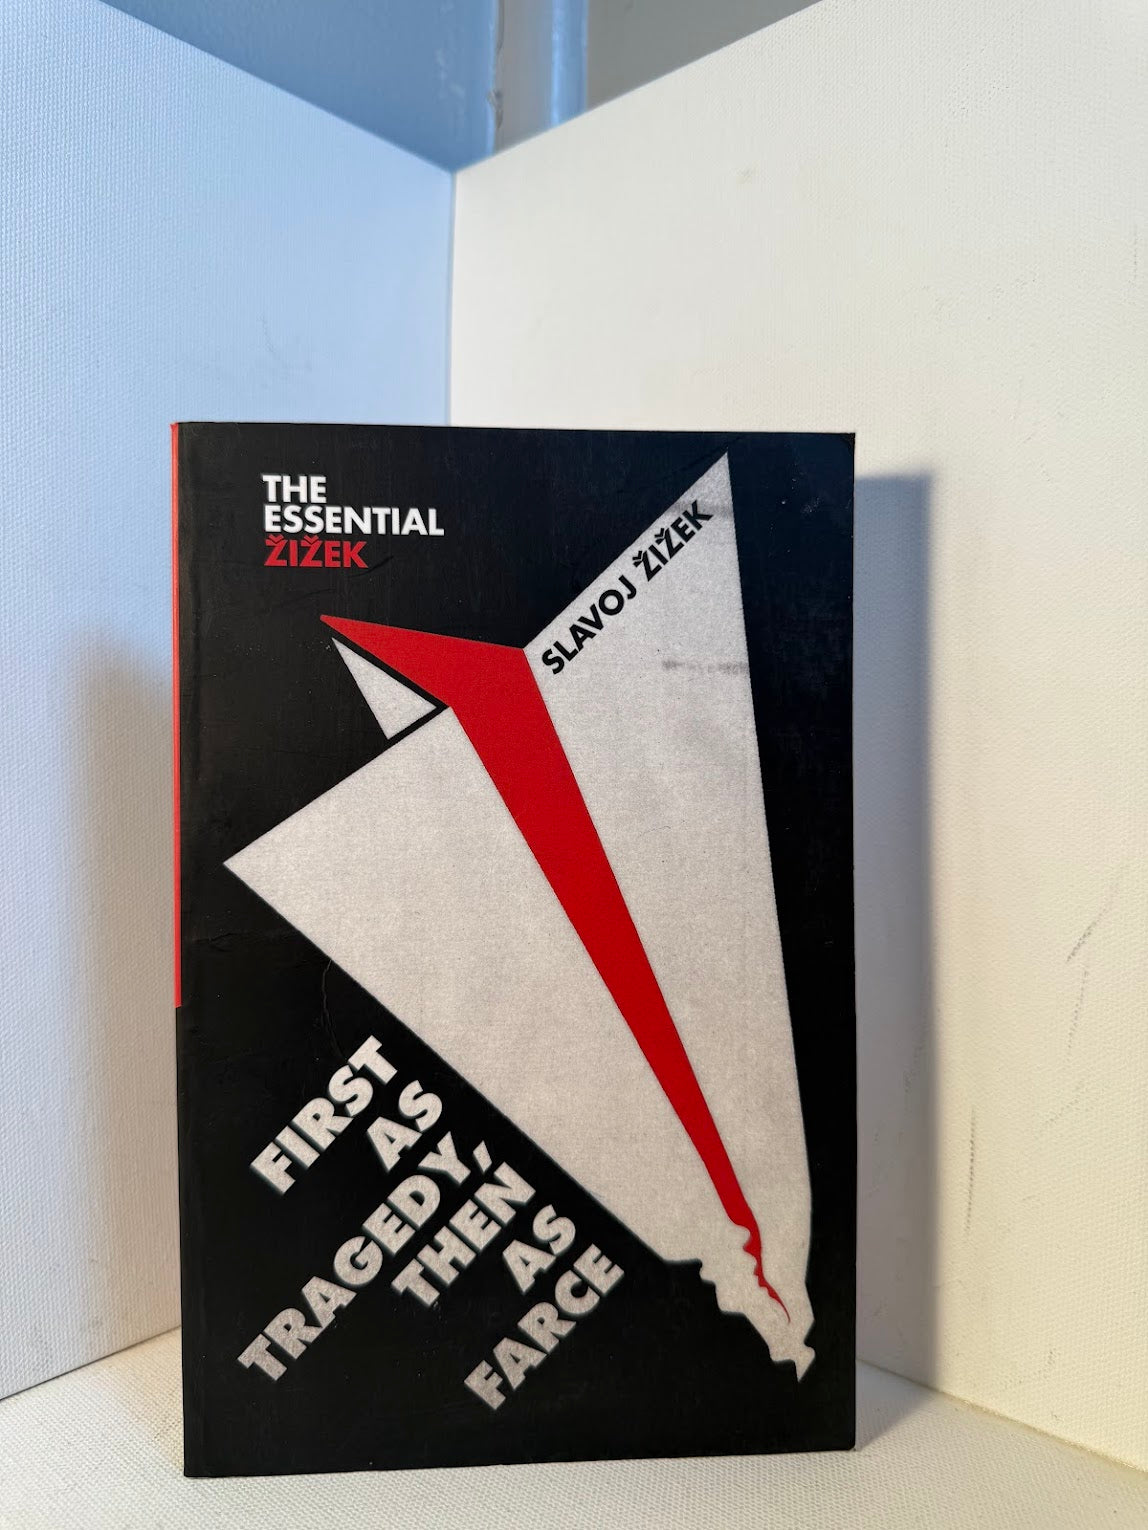 THE
ESSENTIAL
ŽIŽEK
SLAVOJ ŽIŽEK
FIRST
AS
TRAGEDY,
THEN
AS
FARCE